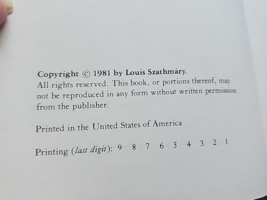 Copyright © 1981 by Louis Szathmáry.
All rights reserved. This book, or portions thereof, may
not be reproduced in any form without written permission
from the publisher.
Printed in the United States of America
Printing (last digit): 9 8 7 6 5 4 3 2 1